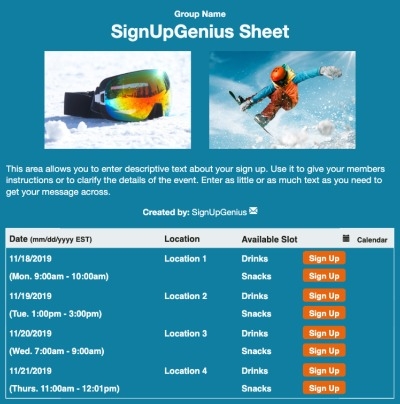 Group Name
SignUpGenius Sheet
This area allows you to enter descriptive text about your sign up. Use it to give your members
instructions or to clarify the details of the event. Enter as little or as much text as you need to
get your message across.
Created by: SignUpGenius
Date (mm/dd/yyyy EST) Location Available Slot Calendar
11/18/2019 Location 1 Drinks Sign Up
(Mon. 9:00am - 10:00am) Snacks Sign Up
11/19/2019 Location 2 Drinks Sign Up
(Tue. 1:00pm - 3:00pm) Snacks Sign Up
11/20/2019 Location 3 Drinks Sign Up
(Wed. 7:00am - 9:00am) Snacks Sign Up
11/21/2019 Location 4 Drinks Sign Up
(Thurs. 11:00am - 12:01pm) Snacks Sign Up